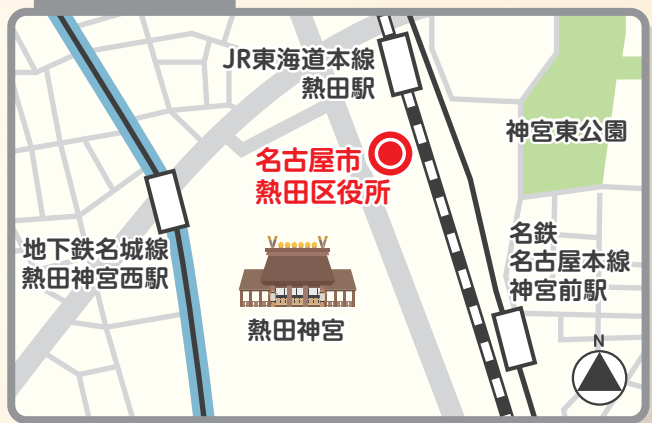 JR東海道本線
熱田駅
神宮東公園
名古屋市
熱田区役所
地下鉄名城線
熱田神宮西駅
名鉄
名古屋本線
神宮前駅
熱田神宮
N